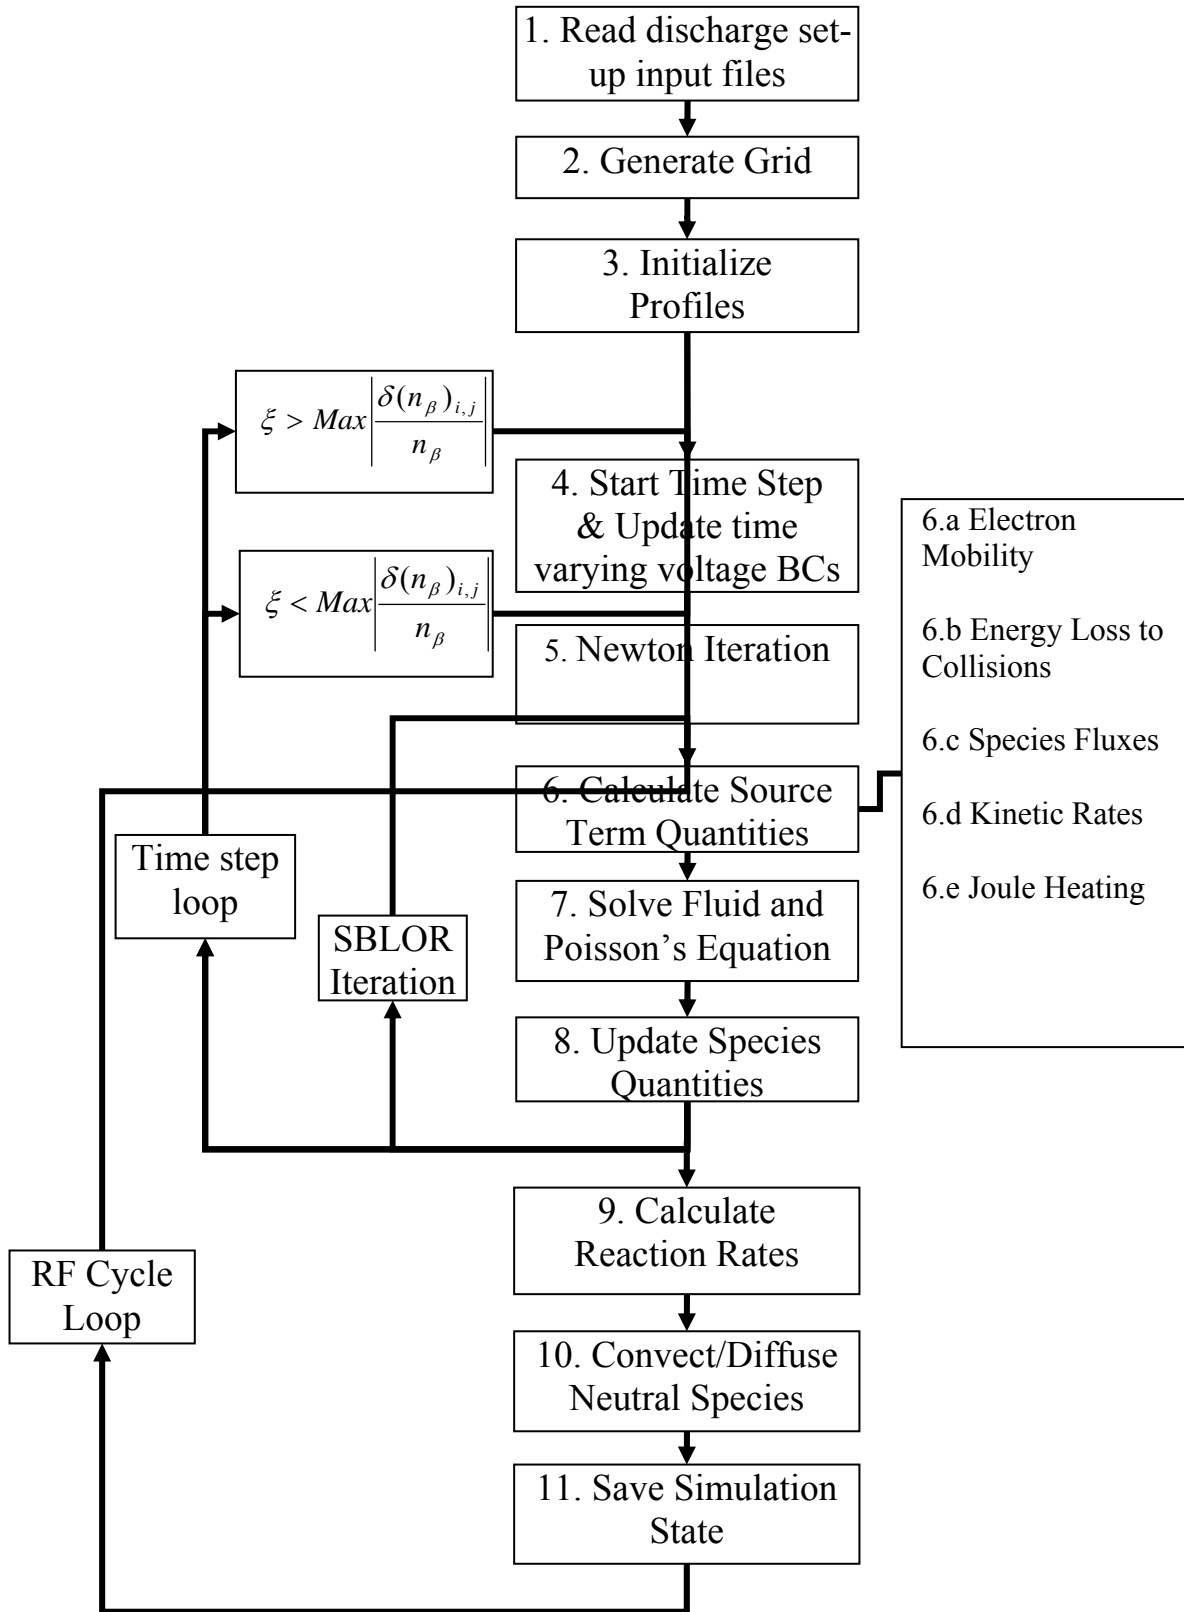 1. Read discharge set-
up input files
2. Generate Grid
3. Initialize
Profiles
ξ > Max|δ(n_β)_{i,j} / n_β|
4. Start Time Step
& Update time
varying voltage BCs
ξ < Max|δ(n_β)_{i,j} / n_β|
5. Newton Iteration
6. Calculate Source
Term Quantities
6.a Electron
Mobility
6.b Energy Loss to
Collisions
6.c Species Fluxes
6.d Kinetic Rates
6.e Joule Heating
Time step
loop
SBLOR
Iteration
7. Solve Fluid and
Poisson’s Equation
8. Update Species
Quantities
9. Calculate
Reaction Rates
RF Cycle
Loop
10. Convect/Diffuse
Neutral Species
11. Save Simulation
State